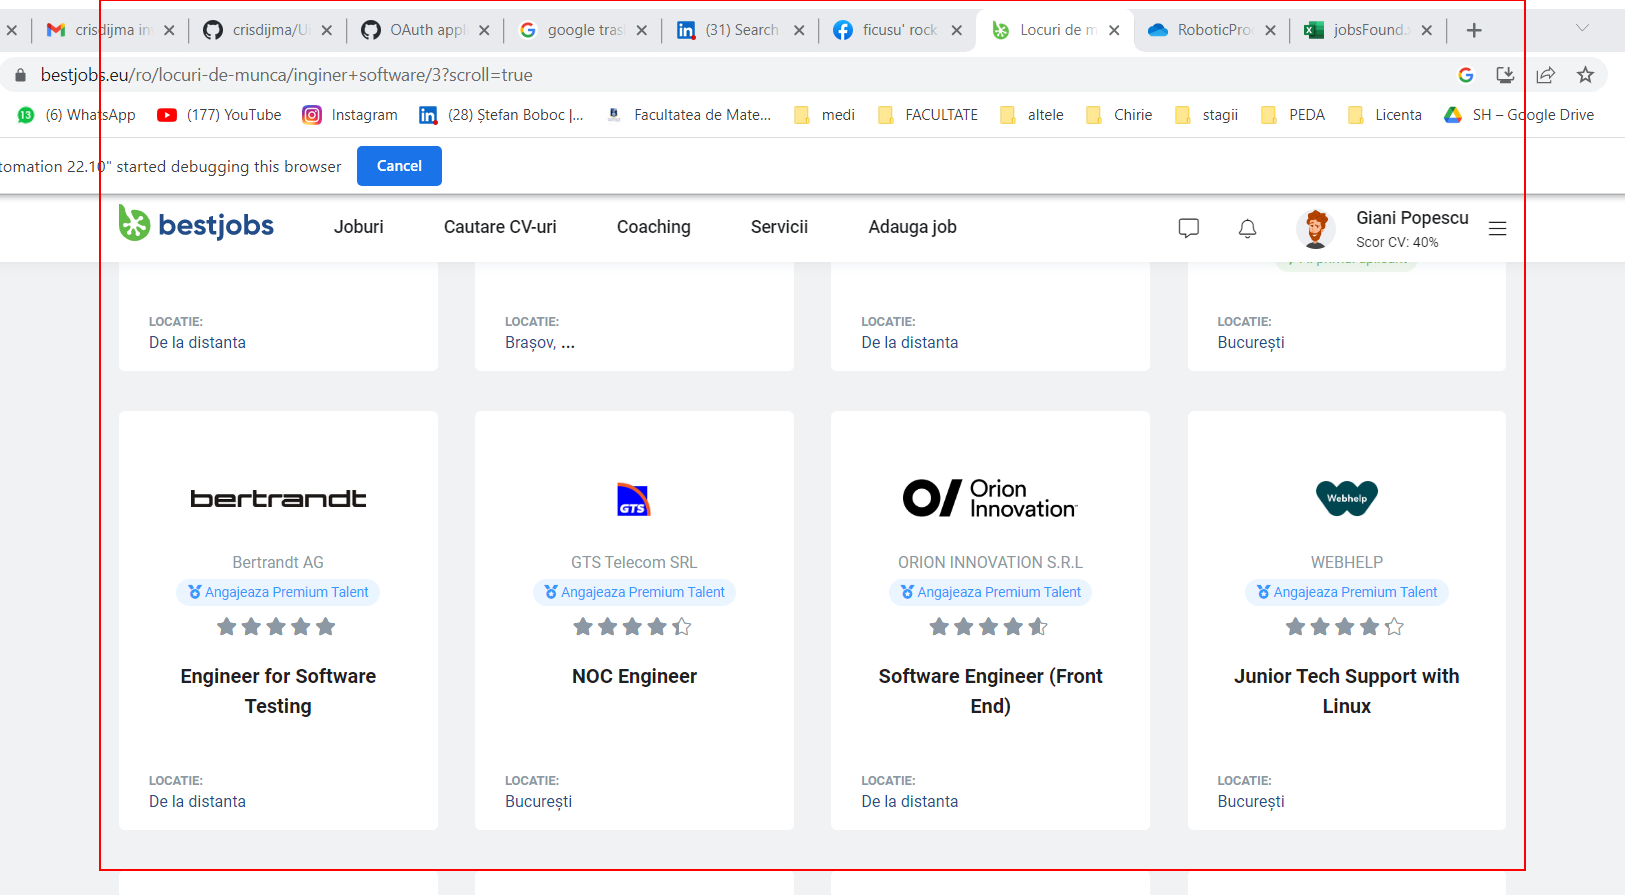 crisdijma in
crisdijma/Ui
OAuth appl
google tras
(31) Search
ficusu' rock
Locuri de m
RoboticProc
jobsFound.x
bestjobs.eu/ro/locuri-de-munca/inginer+software/3?scroll=true
13 (6) WhatsApp
(177) YouTube
Instagram
(28) Ștefan Boboc |...
Facultatea de Mate...
medi
FACULTATE
altele
Chirie
stagii
PEDA
Licenta
SH – Google Drive
tomation 22.10" started debugging this browser
Cancel
bestjobs
Joburi
Cautare CV-uri
Coaching
Servicii
Adauga job
Giani Popescu
Scor CV: 40%
LOCATIE:
De la distanta
LOCATIE:
Brașov, ...
LOCATIE:
De la distanta
LOCATIE:
București
bertrandt
Bertrandt AG
Angajeaza Premium Talent
Engineer for Software
Testing
LOCATIE:
De la distanta
GTS
GTS Telecom SRL
Angajeaza Premium Talent
NOC Engineer
LOCATIE:
București
Orion
Innovation
ORION INNOVATION S.R.L
Angajeaza Premium Talent
Software Engineer (Front
End)
LOCATIE:
De la distanta
Webhelp
WEBHELP
Angajeaza Premium Talent
Junior Tech Support with
Linux
LOCATIE:
București